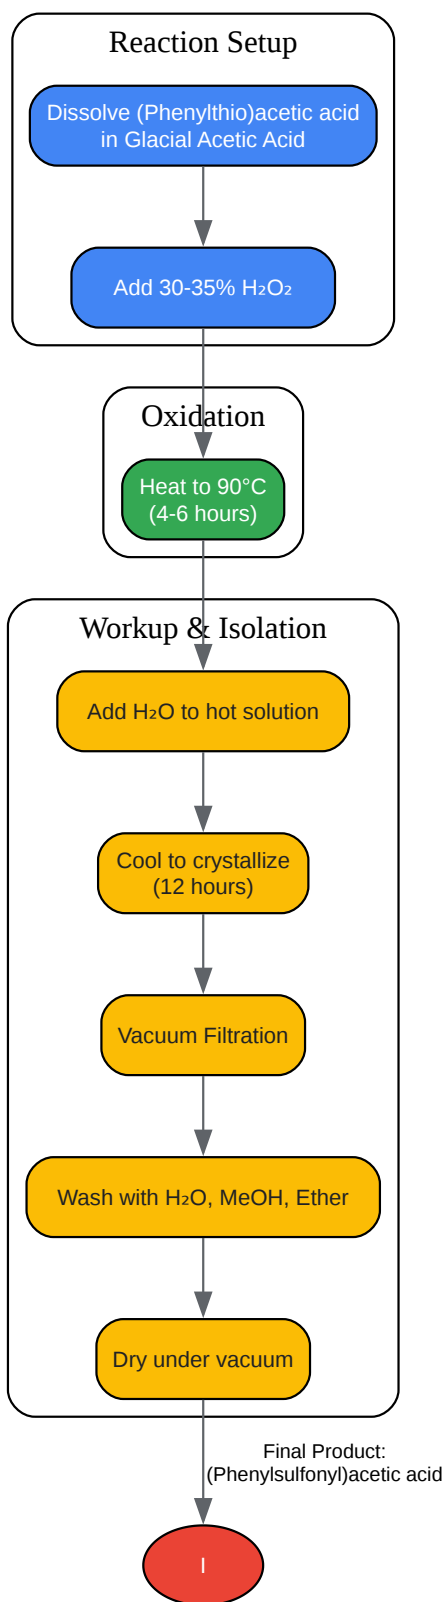 Reaction Setup
Dissolve (Phenylthio)acetic acid
in Glacial Acetic Acid
Add 30-35% H₂O₂
Oxidation
Heat to 90°C
(4-6 hours)
Workup & Isolation
Add H₂O to hot solution
Cool to crystallize
(12 hours)
Vacuum Filtration
Wash with H₂O, MeOH, Ether
Dry under vacuum
Final Product:
(Phenylsulfonyl)acetic acid
I